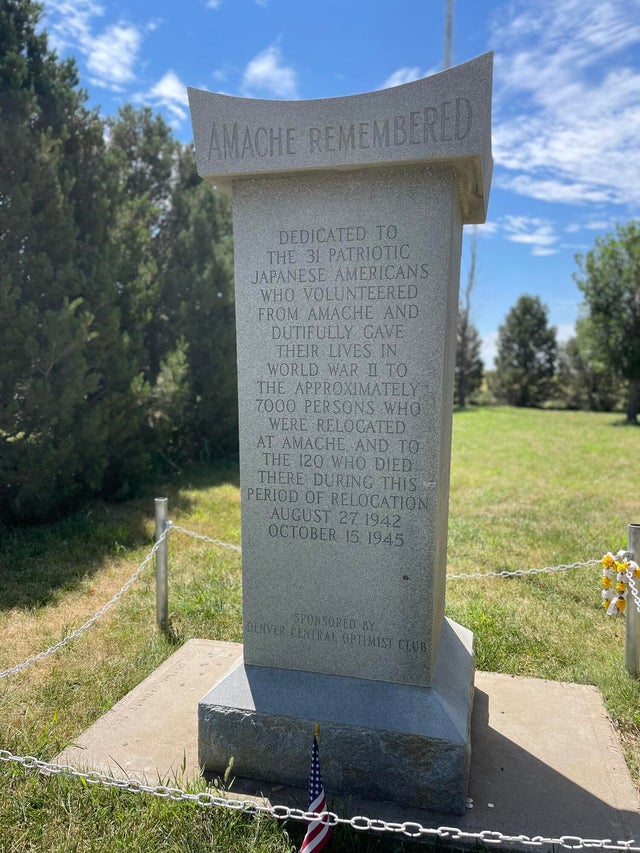 AMACHE REMEMBERED
DEDICATED TO
THE 31 PATRIOTIC
JAPANESE AMERICANS
WHO VOLUNTEERED
FROM AMACHE AND
DUTIFULLY GAVE
THEIR LIVES IN
WORLD WAR II TO
THE APPROXIMATELY
7000 PERSONS WHO
WERE RELOCATED
AT AMACHE AND TO
THE 120 WHO DIED
THERE DURING THIS
PERIOD OF RELOCATION
AUGUST 27, 1942
OCTOBER 15, 1945
SPONSORED BY
DENVER CENTRAL OPTIMIST CLUB